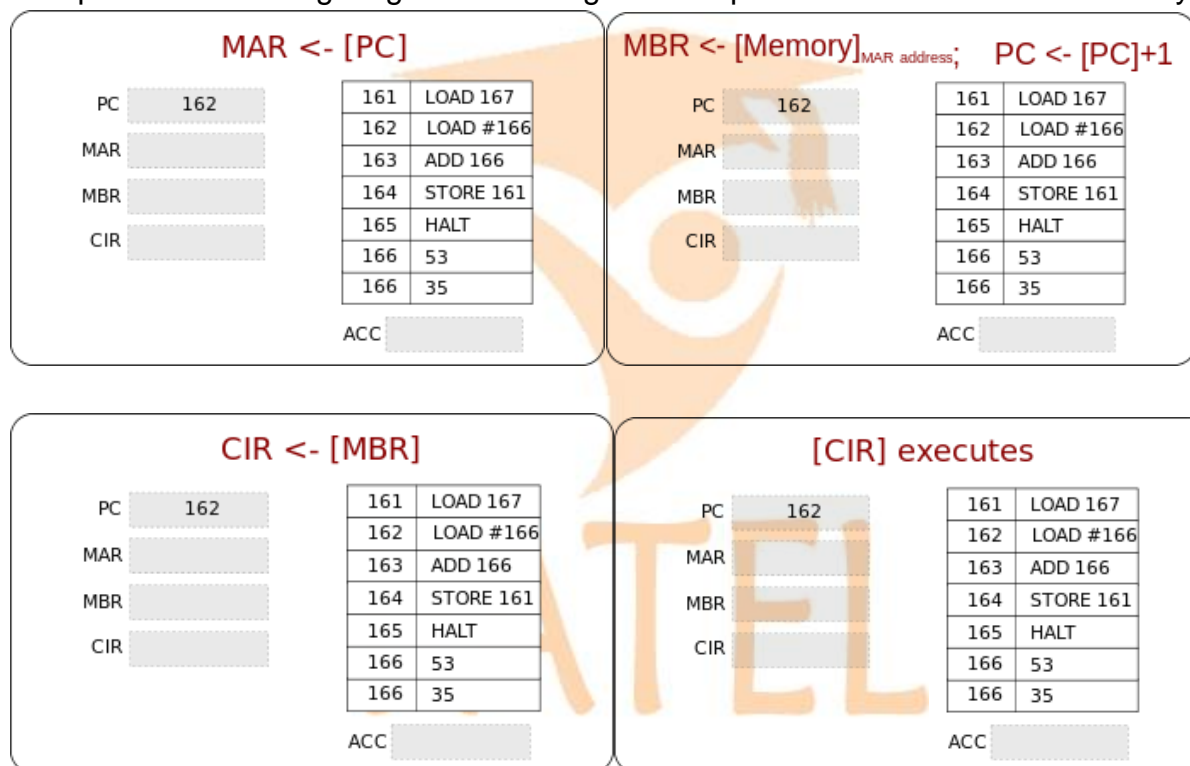 MAR <- [PC]
PC 162
MAR
MBR
CIR
161 LOAD 167
162 LOAD #166
163 ADD 166
164 STORE 161
165 HALT
166 53
166 35
ACC
MBR <- [Memory]MAR address; PC <- [PC]+1
PC 162
MAR
MBR
CIR
161 LOAD 167
162 LOAD #166
163 ADD 166
164 STORE 161
165 HALT
166 53
166 35
ACC
CIR <- [MBR]
PC 162
MAR
MBR
CIR
161 LOAD 167
162 LOAD #166
163 ADD 166
164 STORE 161
165 HALT
166 53
166 35
ACC
[CIR] executes
PC 162
MAR
MBR
CIR
161 LOAD 167
162 LOAD #166
163 ADD 166
164 STORE 161
165 HALT
166 53
166 35
ACC